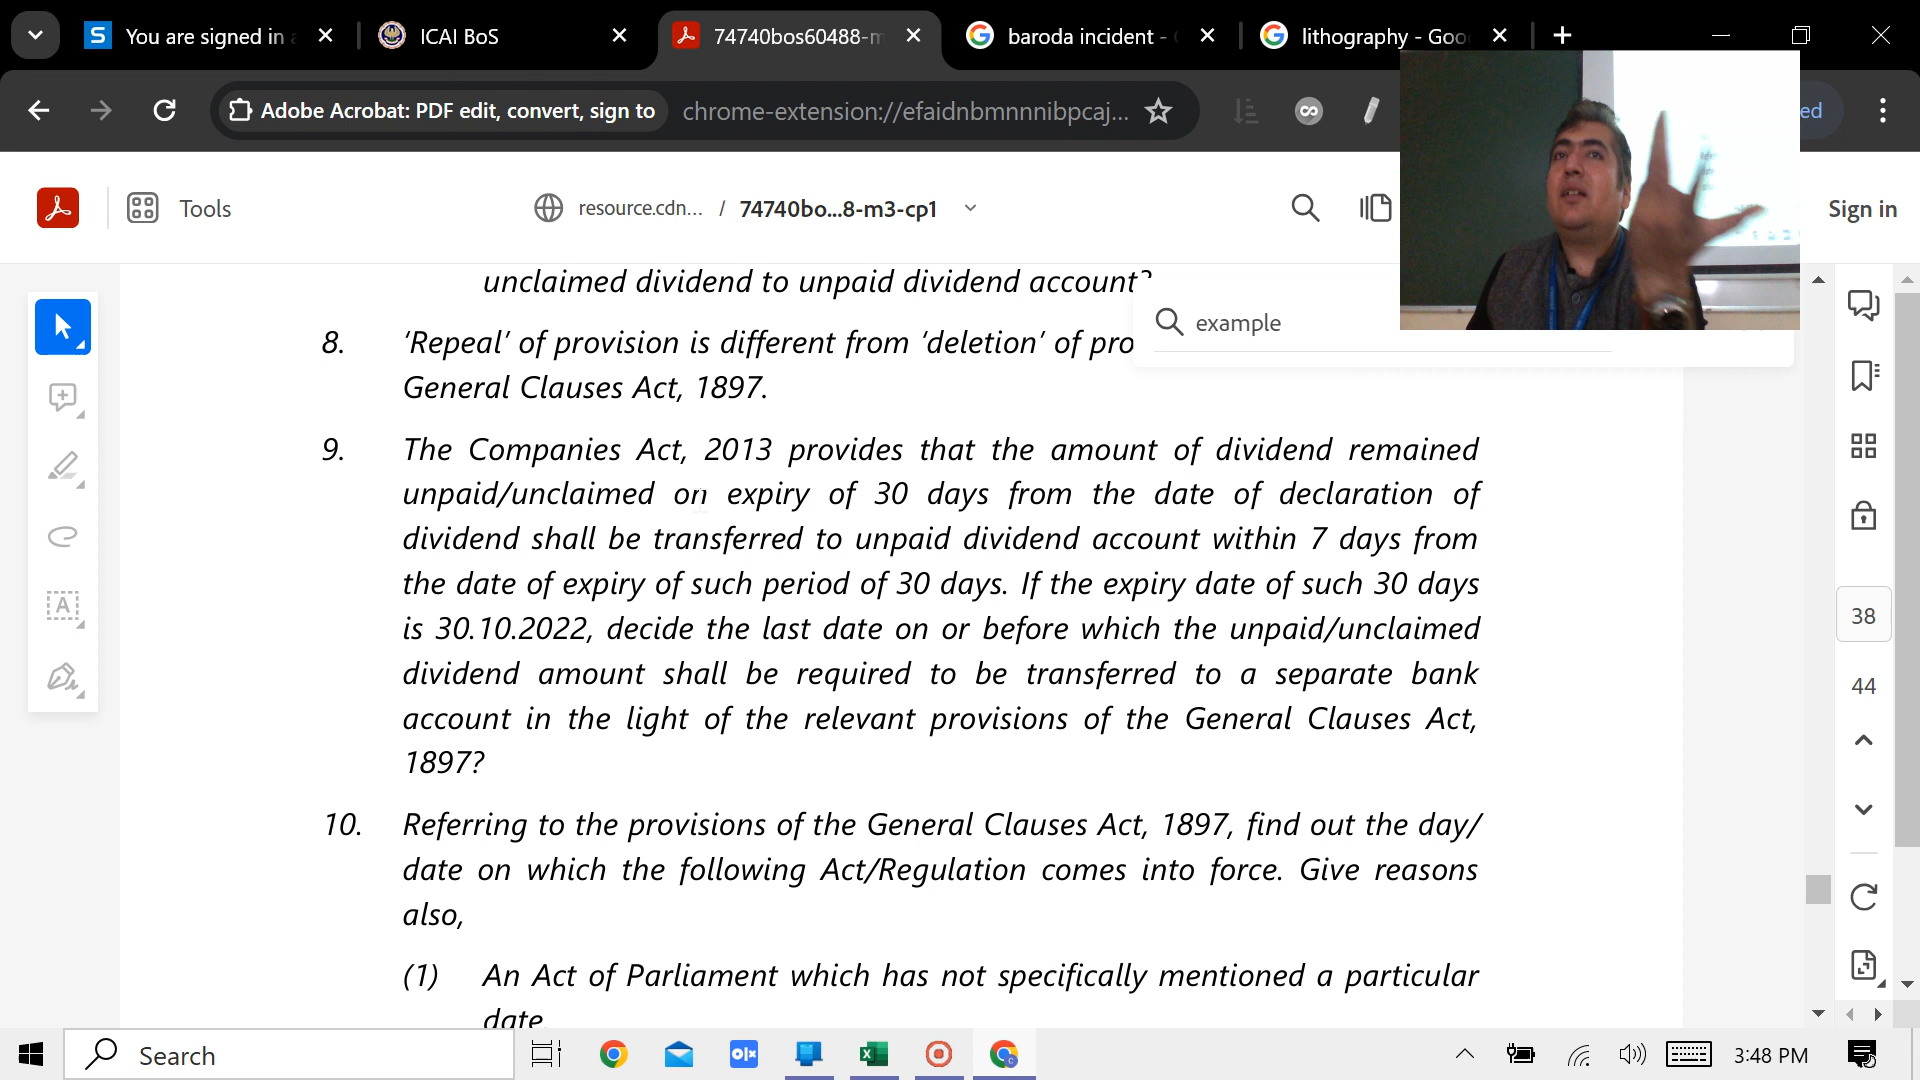 You are signed in a
ICAI BoS
74740bos60488-m
baroda incident -
lithography - Goo
Adobe Acrobat: PDF edit, convert, sign to
chrome-extension://efaidnbmnnnibpcaj...
ed
Tools
resource.cdn... / 74740bo...8-m3-cp1
Sign in
unclaimed dividend to unpaid dividend account?
example
8. ‘Repeal’ of provision is different from ‘deletion’ of pro
General Clauses Act, 1897.
9. The Companies Act, 2013 provides that the amount of dividend remained
unpaid/unclaimed on expiry of 30 days from the date of declaration of
dividend shall be transferred to unpaid dividend account within 7 days from
the date of expiry of such period of 30 days. If the expiry date of such 30 days
is 30.10.2022, decide the last date on or before which the unpaid/unclaimed
dividend amount shall be required to be transferred to a separate bank
account in the light of the relevant provisions of the General Clauses Act,
1897?
10. Referring to the provisions of the General Clauses Act, 1897, find out the day/
date on which the following Act/Regulation comes into force. Give reasons
also,
(1) An Act of Parliament which has not specifically mentioned a particular
date.
38
44
Search
3:48 PM